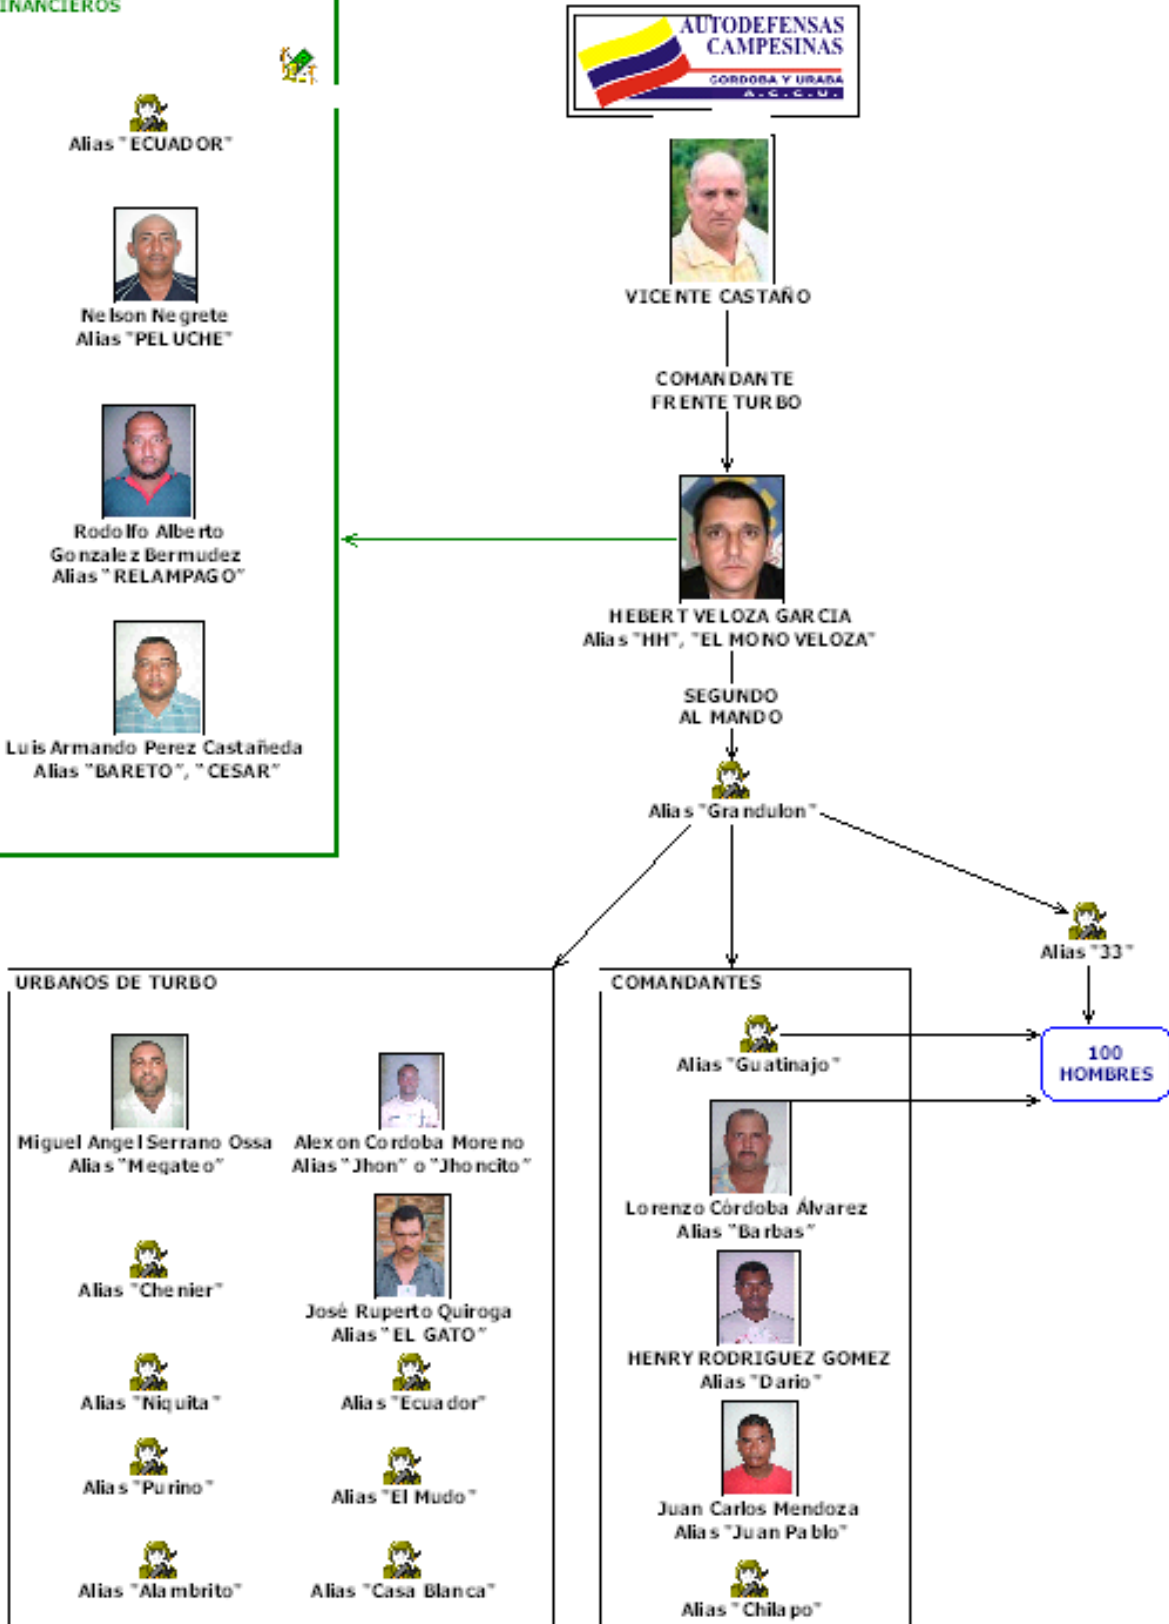 AUTODEFENSAS
CAMPESINAS
CORDOBA Y URABA
A.C.C.U.
VICENTE CASTAÑO
COMANDANTE
FRENTE TURBO
HEBERT VELOZA GARCIA
Alias "HH", "EL MONO VELOZA"
SEGUNDO
AL MANDO
Alias "Grandulon"
Alias "33"
100
HOMBRES
FINANCIEROS
Alias "ECUADOR"
Nelson Negrete
Alias "PELUCHE"
Rodolfo Alberto
Gonzalez Bermudez
Alias "RELAMPAGO"
Luis Armando Perez Castañeda
Alias "BARETO", "CESAR"
URBANOS DE TURBO
Miguel Angel Serrano Ossa
Alias "Megateo"
Alexon Cordoba Moreno
Alias "Jhon" o "Jhoncito"
Alias "Chenier"
José Ruperto Quiroga
Alias "EL GATO"
Alias "Niquita"
Alias "Ecuador"
Alias "Purino"
Alias "El Mudo"
Alias "Alambrito"
Alias "Casa Blanca"
COMANDANTES
Alias "Guatinajo"
Lorenzo Córdoba Álvarez
Alias "Barbas"
HENRY RODRIGUEZ GOMEZ
Alias "Dario"
Juan Carlos Mendoza
Alias "Juan Pablo"
Alias "Chilapo"